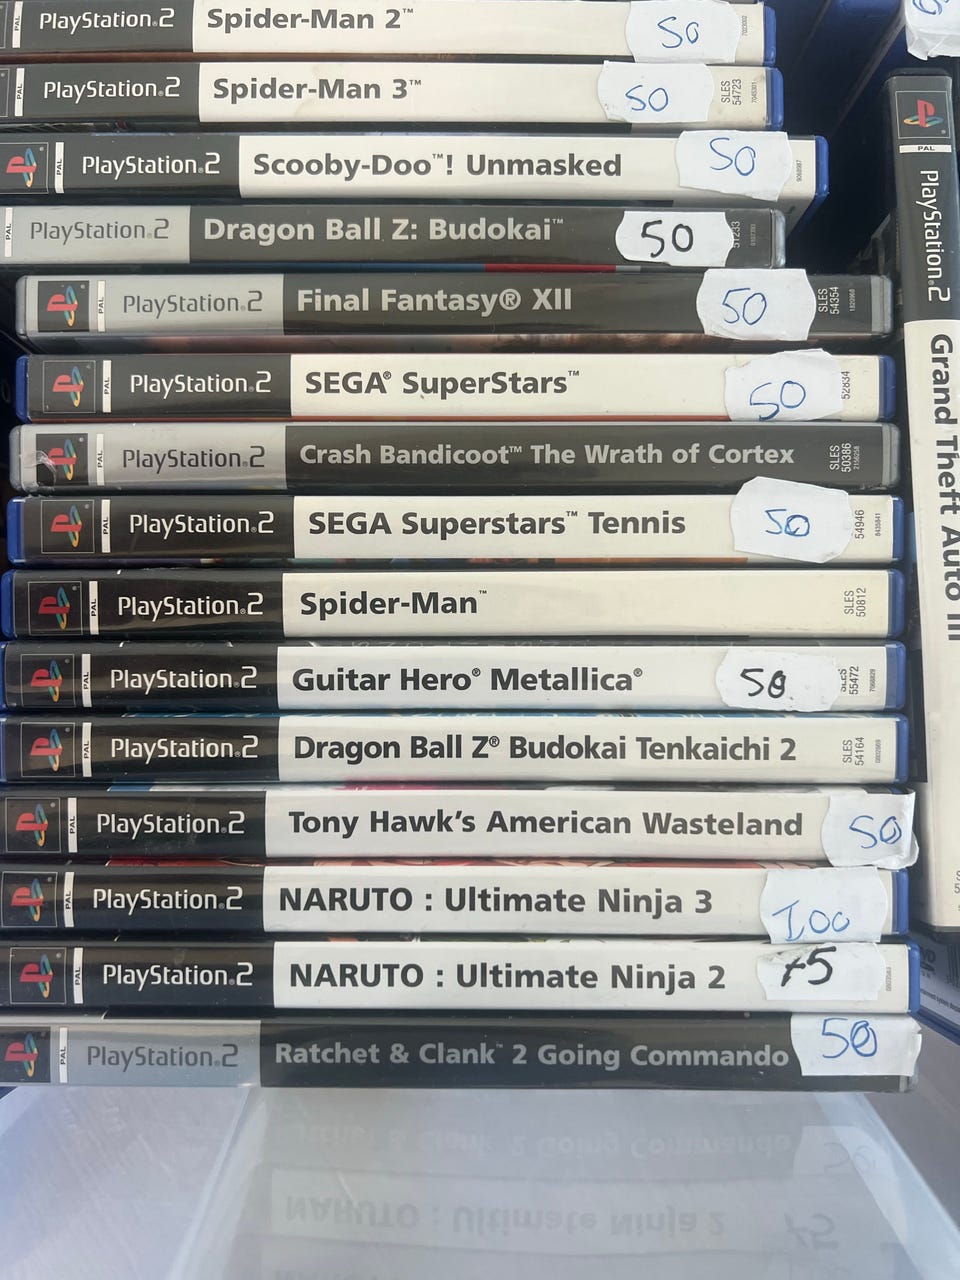 PlayStation®2 Spider-Man 2™ 50
PAL PlayStation®2 Spider-Man 3™ 50 SLES 54723
PAL PlayStation®2 Scooby-Doo™! Unmasked 50
PAL PlayStation®2 Dragon Ball Z: Budokai™ 50 51233
PAL PlayStation®2 Final Fantasy® XII 50 SLES 54354
PAL PlayStation®2 SEGA® SuperStars™ 50 52834
PAL PlayStation®2 Crash Bandicoot™ The Wrath of Cortex SLES 50386
PAL PlayStation®2 SEGA Superstars™ Tennis 50 54946
PAL PlayStation®2 Spider-Man™ SLES 50812
PAL PlayStation®2 Guitar Hero® Metallica® 50 SLES 55472
PAL PlayStation®2 Dragon Ball Z® Budokai Tenkaichi 2 SLES 54164
PAL PlayStation®2 Tony Hawk's American Wasteland 50
PAL PlayStation®2 NARUTO : Ultimate Ninja 3 100
PAL PlayStation®2 NARUTO : Ultimate Ninja 2 75
PAL PlayStation®2 Ratchet & Clank™ 2 Going Commando 50
PAL PlayStation®2 Grand Theft Auto III